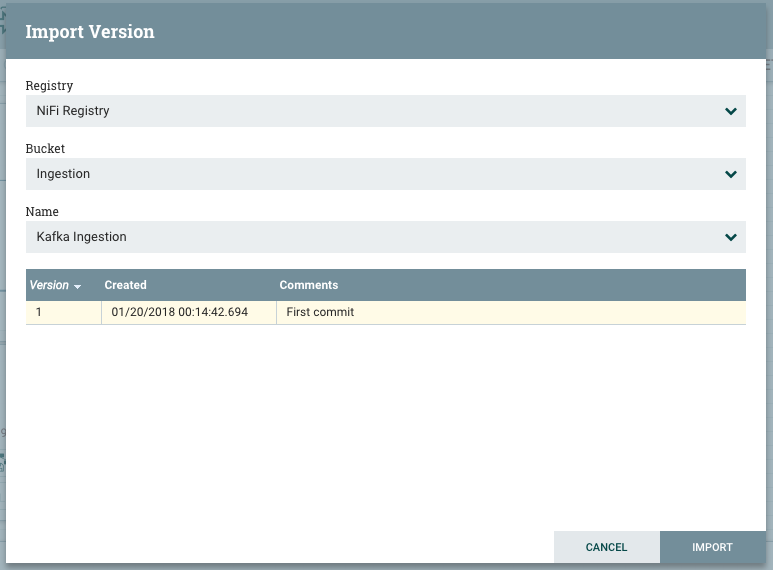 Import Version
Registry
NiFi Registry
Bucket
Ingestion
Name
Kafka Ingestion
Version Created Comments
1 01/20/2018 00:14:42.694 First commit
CANCEL IMPORT